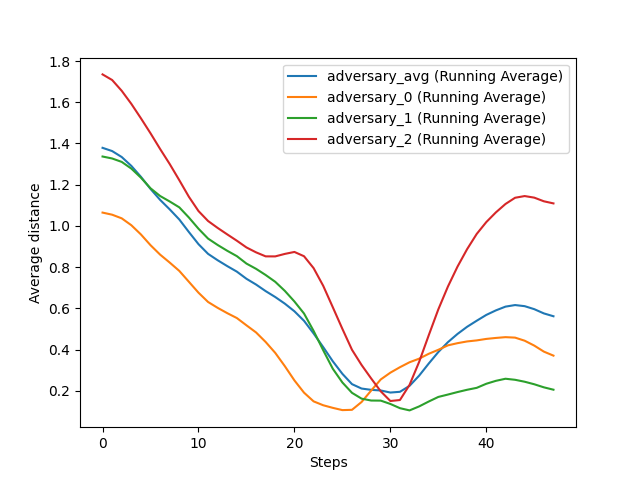 1.8
1.6
1.4
1.2
1.0
0.8
0.6
0.4
0.2
Average distance
adversary_avg (Running Average)
adversary_0 (Running Average)
adversary_1 (Running Average)
adversary_2 (Running Average)
0 10 20 30 40
Steps